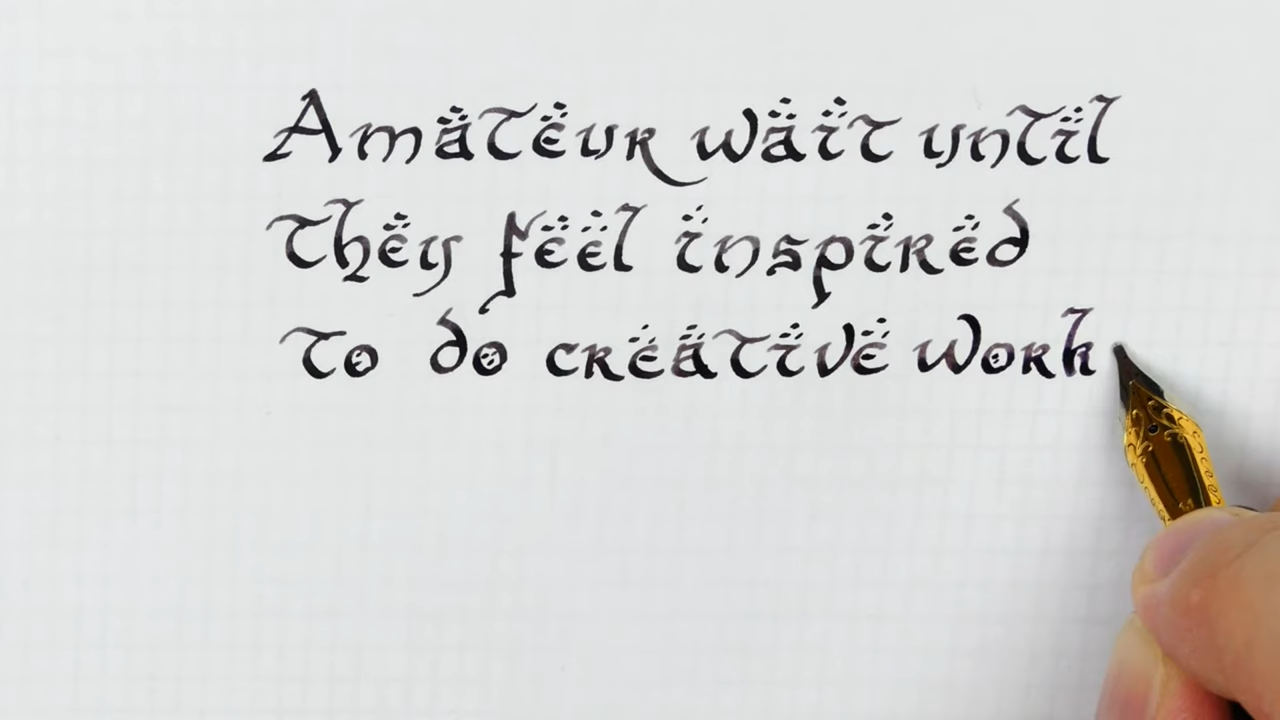 Amateur wait until
they feel inspired
to do creative work